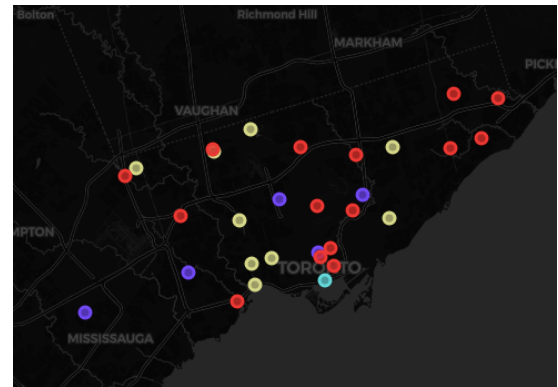 Bolton
Richmond Hill
MARKHAM
PICK
VAUGHAN
MPTON
TORONTO
MISSISSAUGA